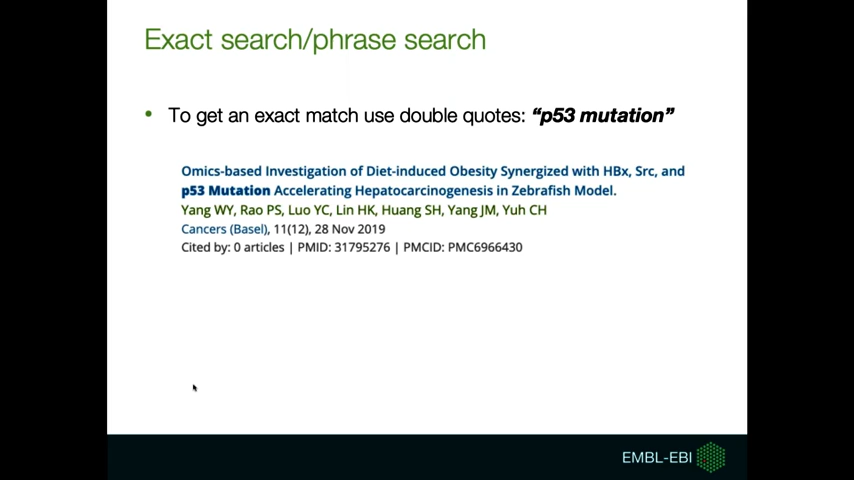 Exact search/phrase search
• To get an exact match use double quotes: “p53 mutation”
Omics-based Investigation of Diet-induced Obesity Synergized with HBx, Src, and
p53 Mutation Accelerating Hepatocarcinogenesis in Zebrafish Model.
Yang WY, Rao PS, Luo YC, Lin HK, Huang SH, Yang JM, Yuh CH
Cancers (Basel), 11(12), 28 Nov 2019
Cited by: 0 articles | PMID: 31795276 | PMCID: PMC6966430
EMBL-EBI